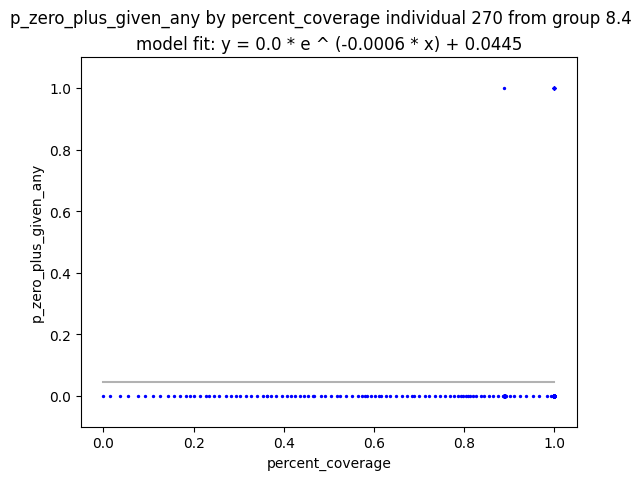 p_zero_plus_given_any by percent_coverage individual 270 from group 8.4
model fit: y = 0.0 * e ^ (-0.0006 * x) + 0.0445
1.0
0.8
0.6
0.4
0.2
0.0
p_zero_plus_given_any
0.0 0.2 0.4 0.6 0.8 1.0
percent_coverage